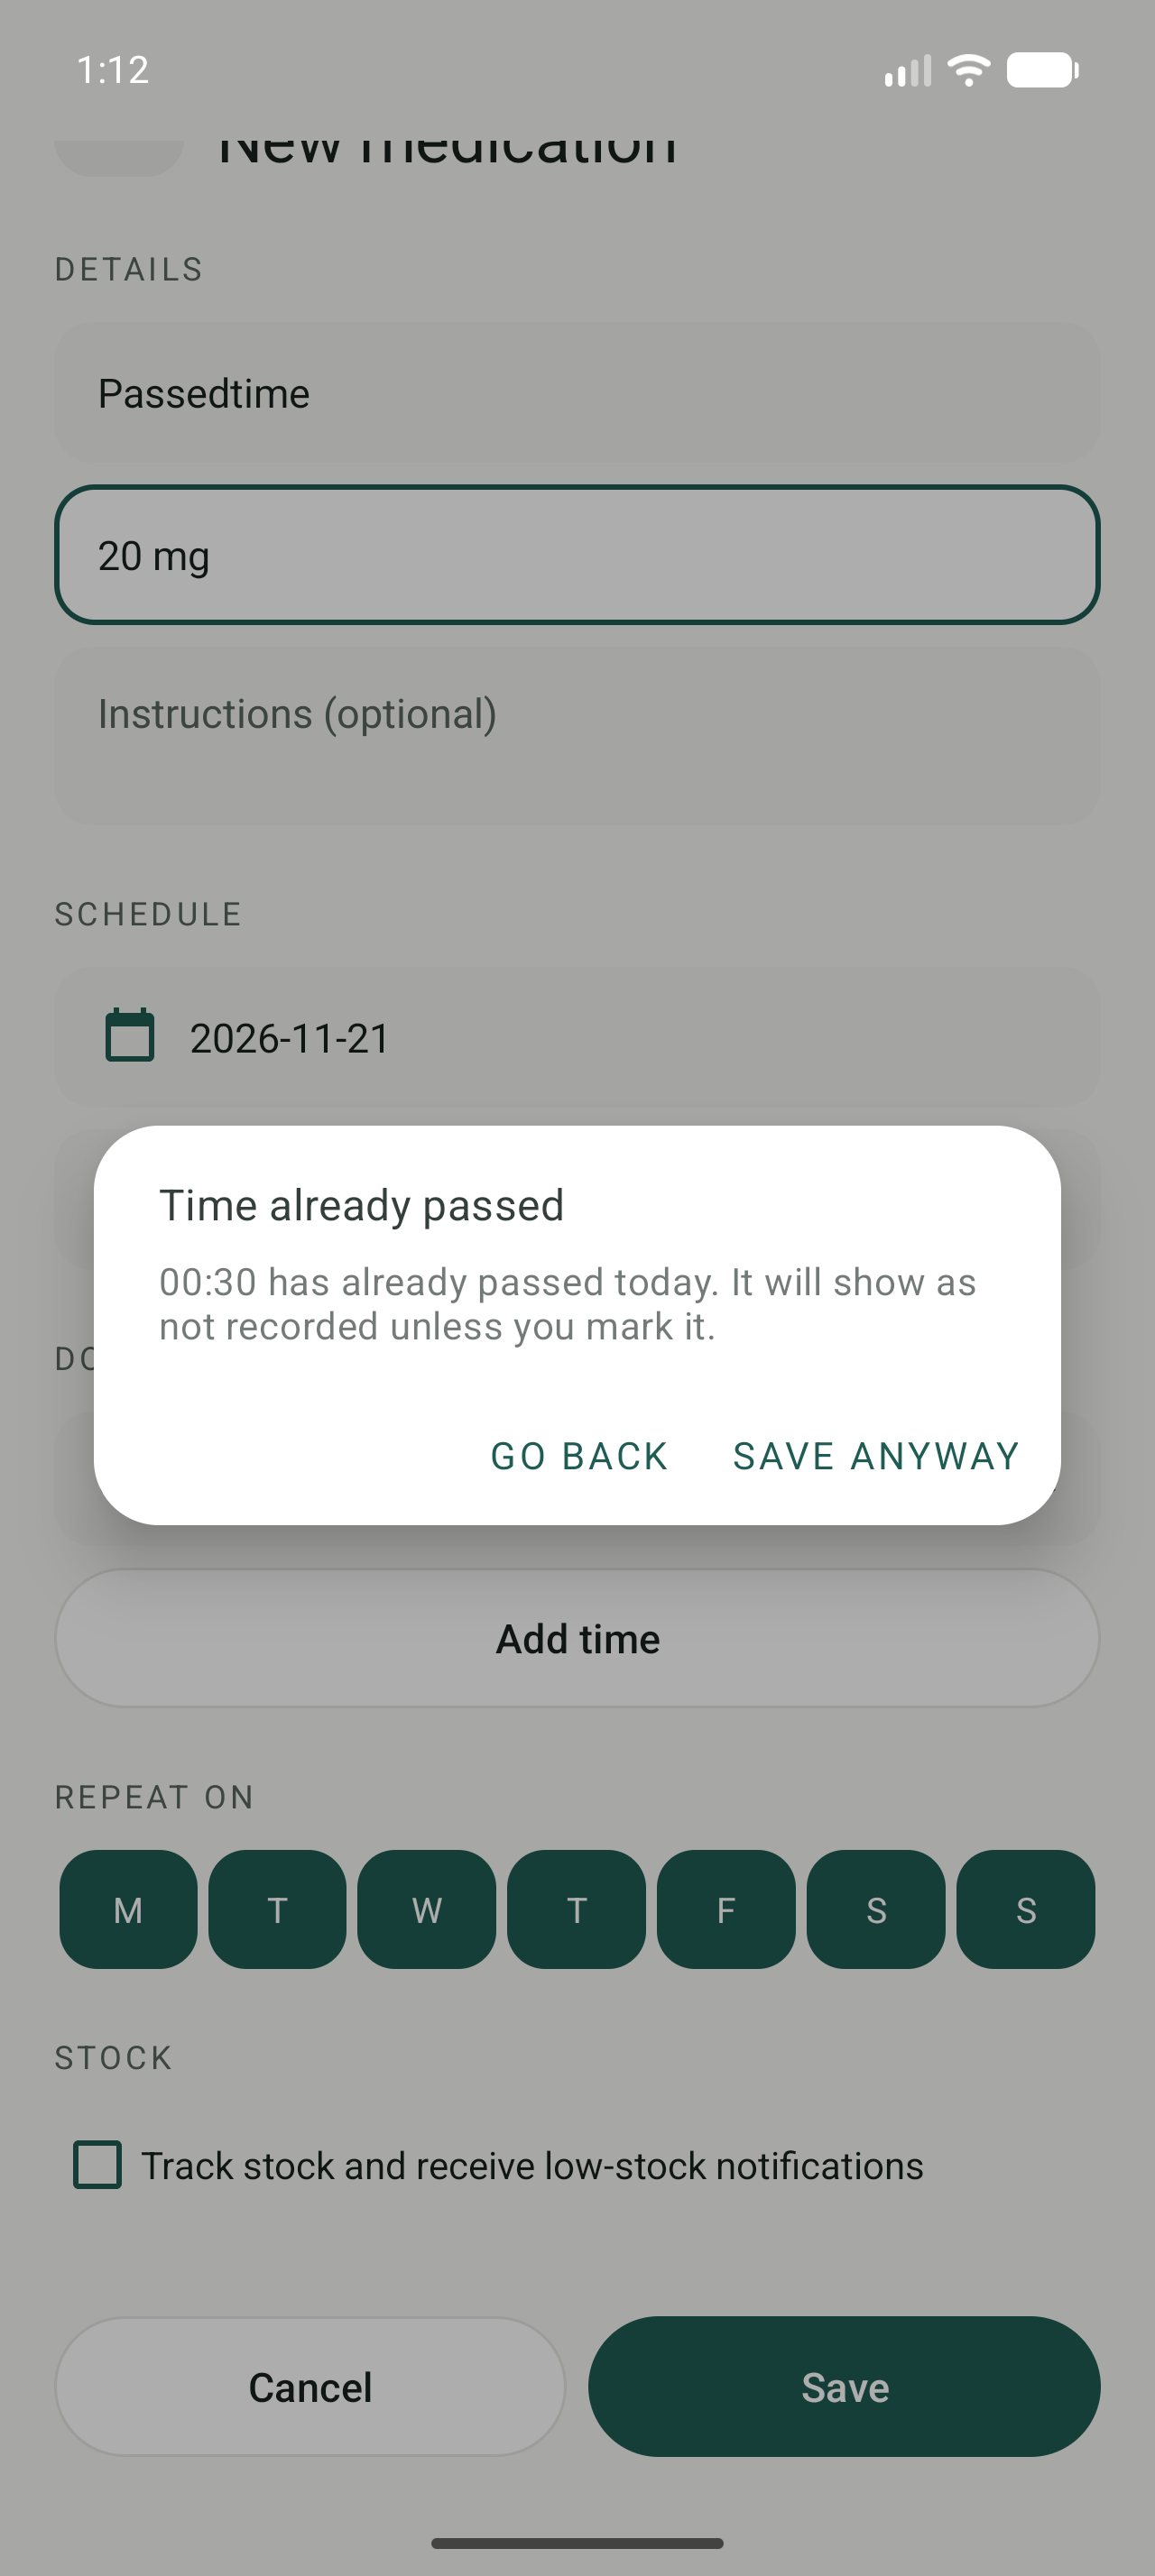 1:12
New medication
DETAILS
Passedtime
20 mg
Instructions (optional)
SCHEDULE
2026-11-21
Time already passed
00:30 has already passed today. It will show as
not recorded unless you mark it.
GO BACK SAVE ANYWAY
Add time
REPEAT ON
M T W T F S S
STOCK
Track stock and receive low-stock notifications
Cancel Save